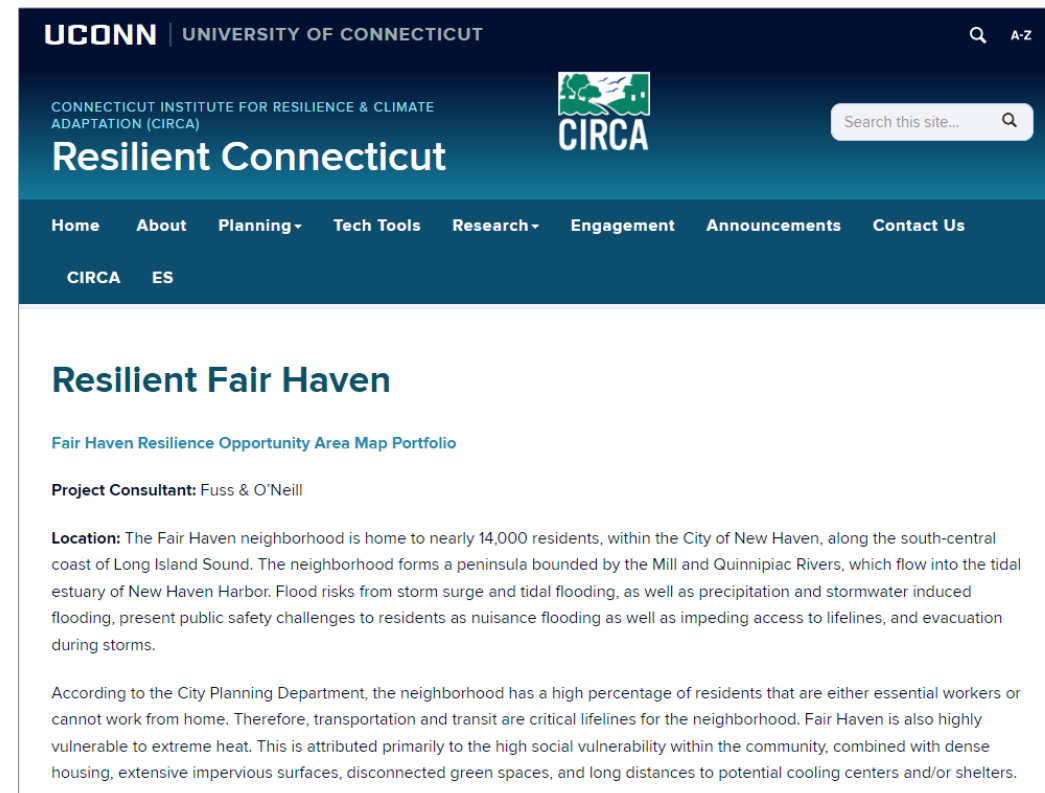 UCONN | UNIVERSITY OF CONNECTICUT
A-Z
CONNECTICUT INSTITUTE FOR RESILIENCE & CLIMATE
ADAPTATION (CIRCA)
Resilient Connecticut
CIRCA
Search this site...
Home About Planning Tech Tools Research Engagement Announcements Contact Us
CIRCA ES
Resilient Fair Haven
Fair Haven Resilience Opportunity Area Map Portfolio
Project Consultant: Fuss & O'Neill
Location: The Fair Haven neighborhood is home to nearly 14,000 residents, within the City of New Haven, along the south-central
coast of Long Island Sound. The neighborhood forms a peninsula bounded by the Mill and Quinnipiac Rivers, which flow into the tidal
estuary of New Haven Harbor. Flood risks from storm surge and tidal flooding, as well as precipitation and stormwater induced
flooding, present public safety challenges to residents as nuisance flooding as well as impeding access to lifelines, and evacuation
during storms.
According to the City Planning Department, the neighborhood has a high percentage of residents that are either essential workers or
cannot work from home. Therefore, transportation and transit are critical lifelines for the neighborhood. Fair Haven is also highly
vulnerable to extreme heat. This is attributed primarily to the high social vulnerability within the community, combined with dense
housing, extensive impervious surfaces, disconnected green spaces, and long distances to potential cooling centers and/or shelters.